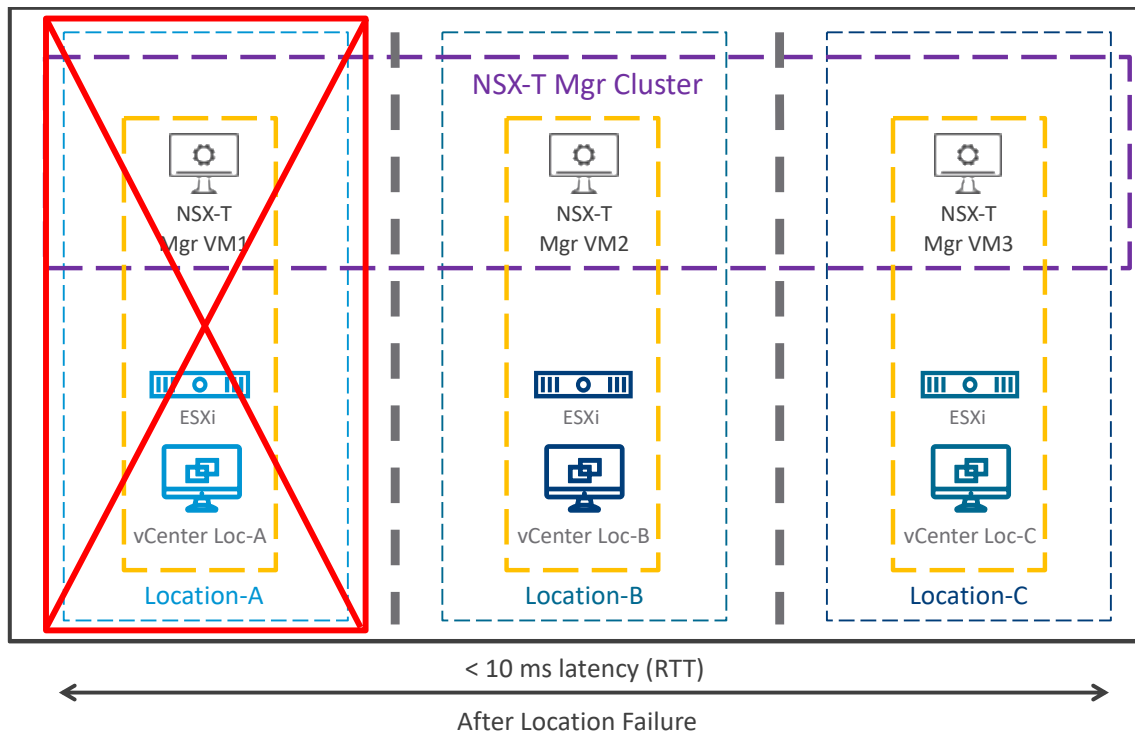 NSX-T Mgr Cluster
NSX-T
Mgr VM1
NSX-T
Mgr VM2
NSX-T
Mgr VM3
ESXi
ESXi
ESXi
vCenter Loc-A
vCenter Loc-B
vCenter Loc-C
Location-A
Location-B
Location-C
< 10 ms latency (RTT)
After Location Failure